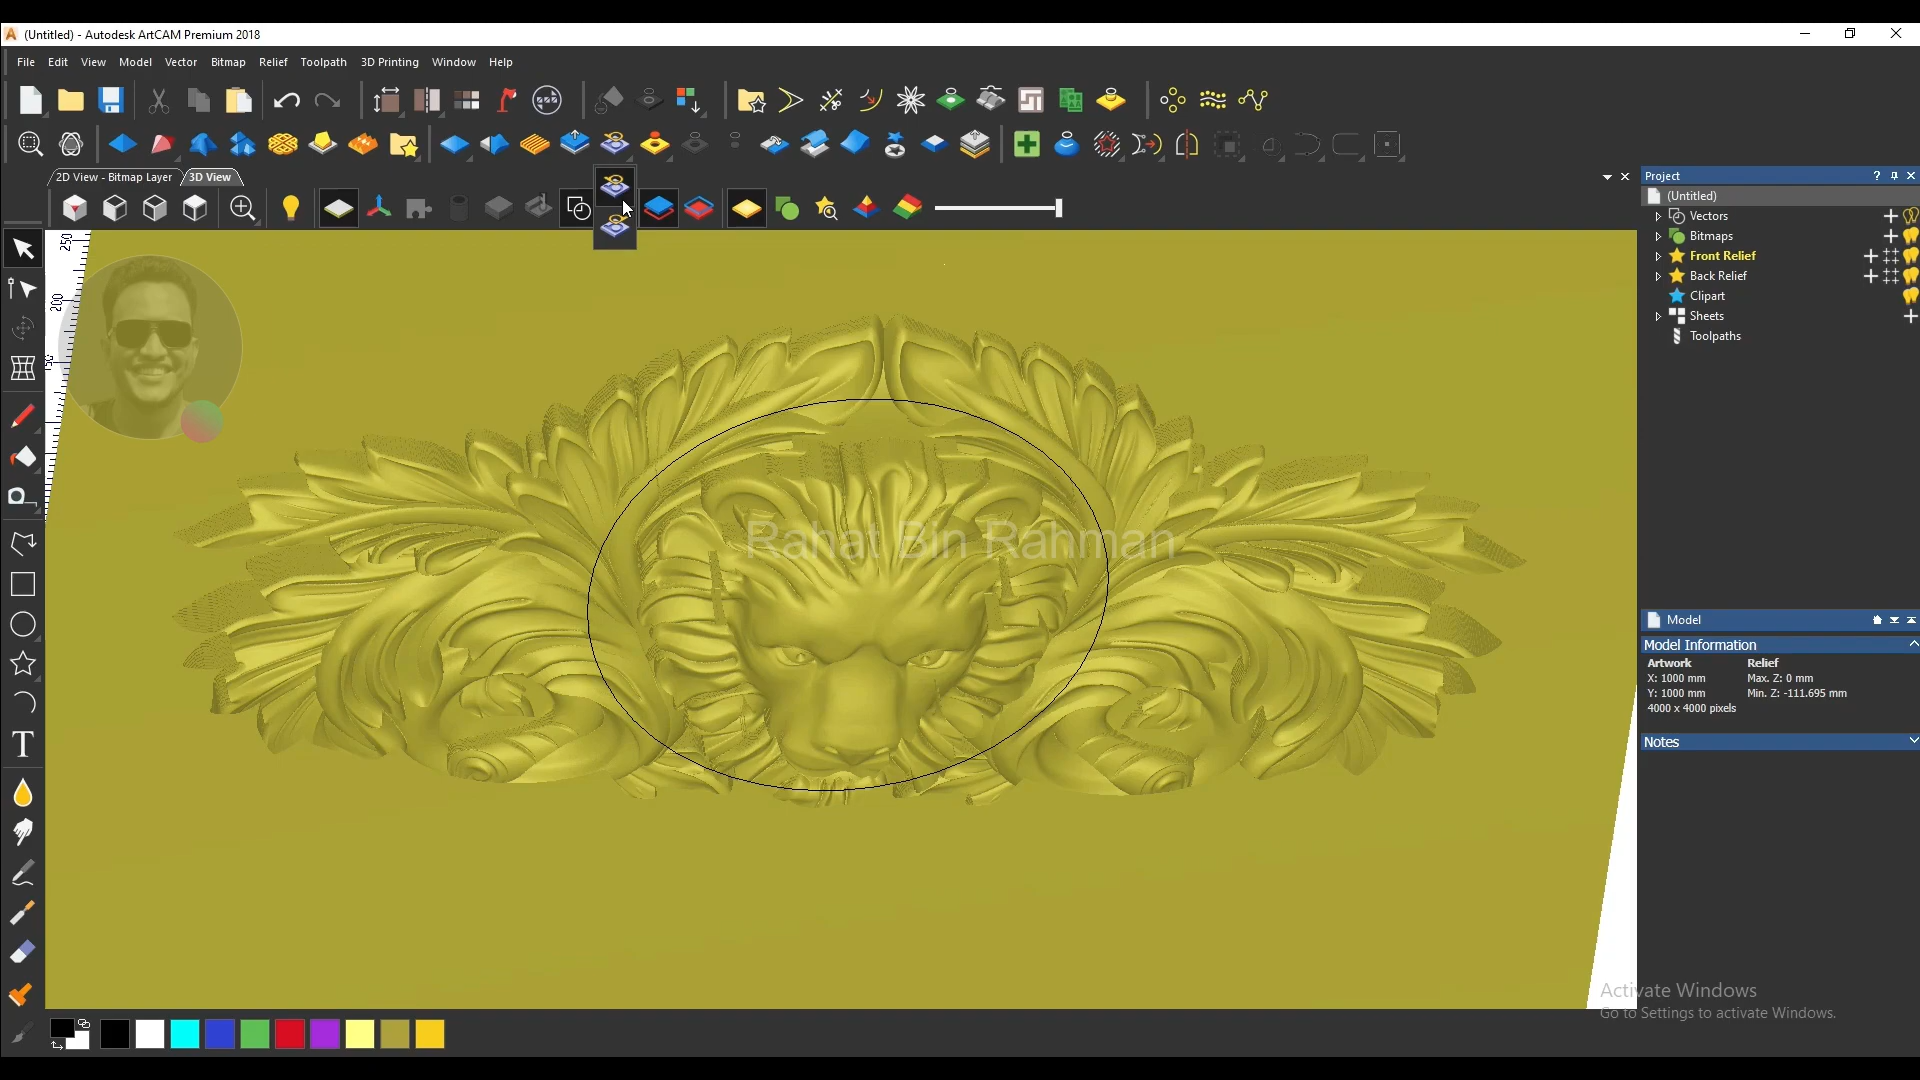 (Untitled) - Autodesk ArtCAM Premium 2018
File Edit View Model Vector Bitmap Relief Toolpath 3D Printing Window Help
2D View - Bitmap Layer 3D View
Project
(Untitled)
Vectors
Bitmaps
Front Relief
Back Relief
Clipart
Sheets
Toolpaths
250
200
Rahat Bin Rahman
Model
Model Information
Artwork Relief
X: 1000 mm Max. Z: 0 mm
Y: 1000 mm Min. Z: -111.695 mm
4000 x 4000 pixels
Notes
Activate Windows
Go to Settings to activate Windows.